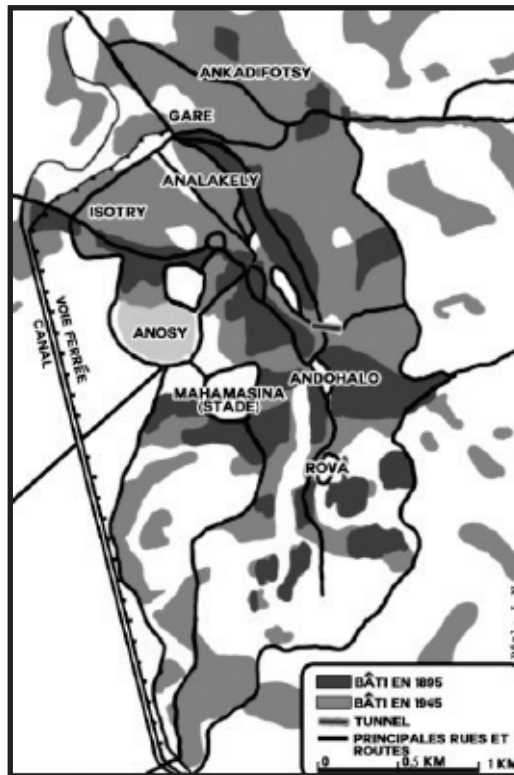 ANKADIFOTSY
GARE
ANALAKELY
ISOTRY
VOIE FERRÉE
CANAL
ANOSY
MAHAMASINA
(STADE)
ANDOHALO
ROVA
BÂTI EN 1895
BÂTI EN 1945
TUNNEL
PRINCIPALES RUES ET
ROUTES
0 0,5 KM 1 KM